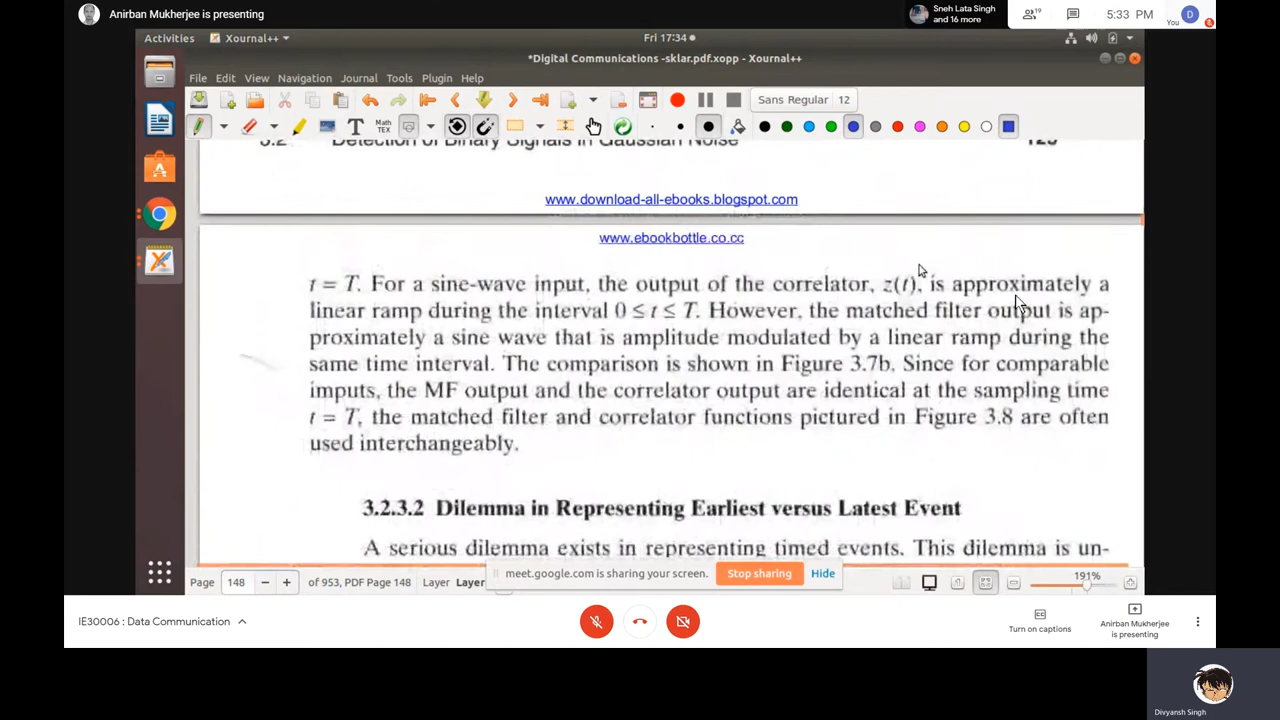 Anirban Mukherjee is presenting
Sneh Lata Singh
and 16 more
19
5:33 PM
You
D
Activities
Xournal++
Fri 17:34
*Digital Communications -sklar.pdf.xopp - Xournal++
File Edit View Navigation Journal Tools Plugin Help
Sans Regular 12
T
MATH
TEX
3.2 Detection of Binary Signals in Gaussian Noise 125
www.download-all-ebooks.blogspot.com
www.ebookbottle.co.cc
t = T. For a sine-wave input, the output of the correlator, z(t), is approximately a
linear ramp during the interval 0 ≤ t ≤ T. However, the matched filter output is ap-
proximately a sine wave that is amplitude modulated by a linear ramp during the
same time interval. The comparison is shown in Figure 3.7b. Since for comparable
imputs, the MF output and the correlator output are identical at the sampling time
t = T, the matched filter and correlator functions pictured in Figure 3.8 are often
used interchangeably.
3.2.3.2 Dilemma in Representing Earliest versus Latest Event
A serious dilemma exists in representing timed events. This dilemma is un-
meet.google.com is sharing your screen. Stop sharing Hide
Page 148 of 953, PDF Page 148 Layer Layer
191%
IE30006 : Data Communication
Turn on captions
Anirban Mukherjee
is presenting
Divyansh Singh